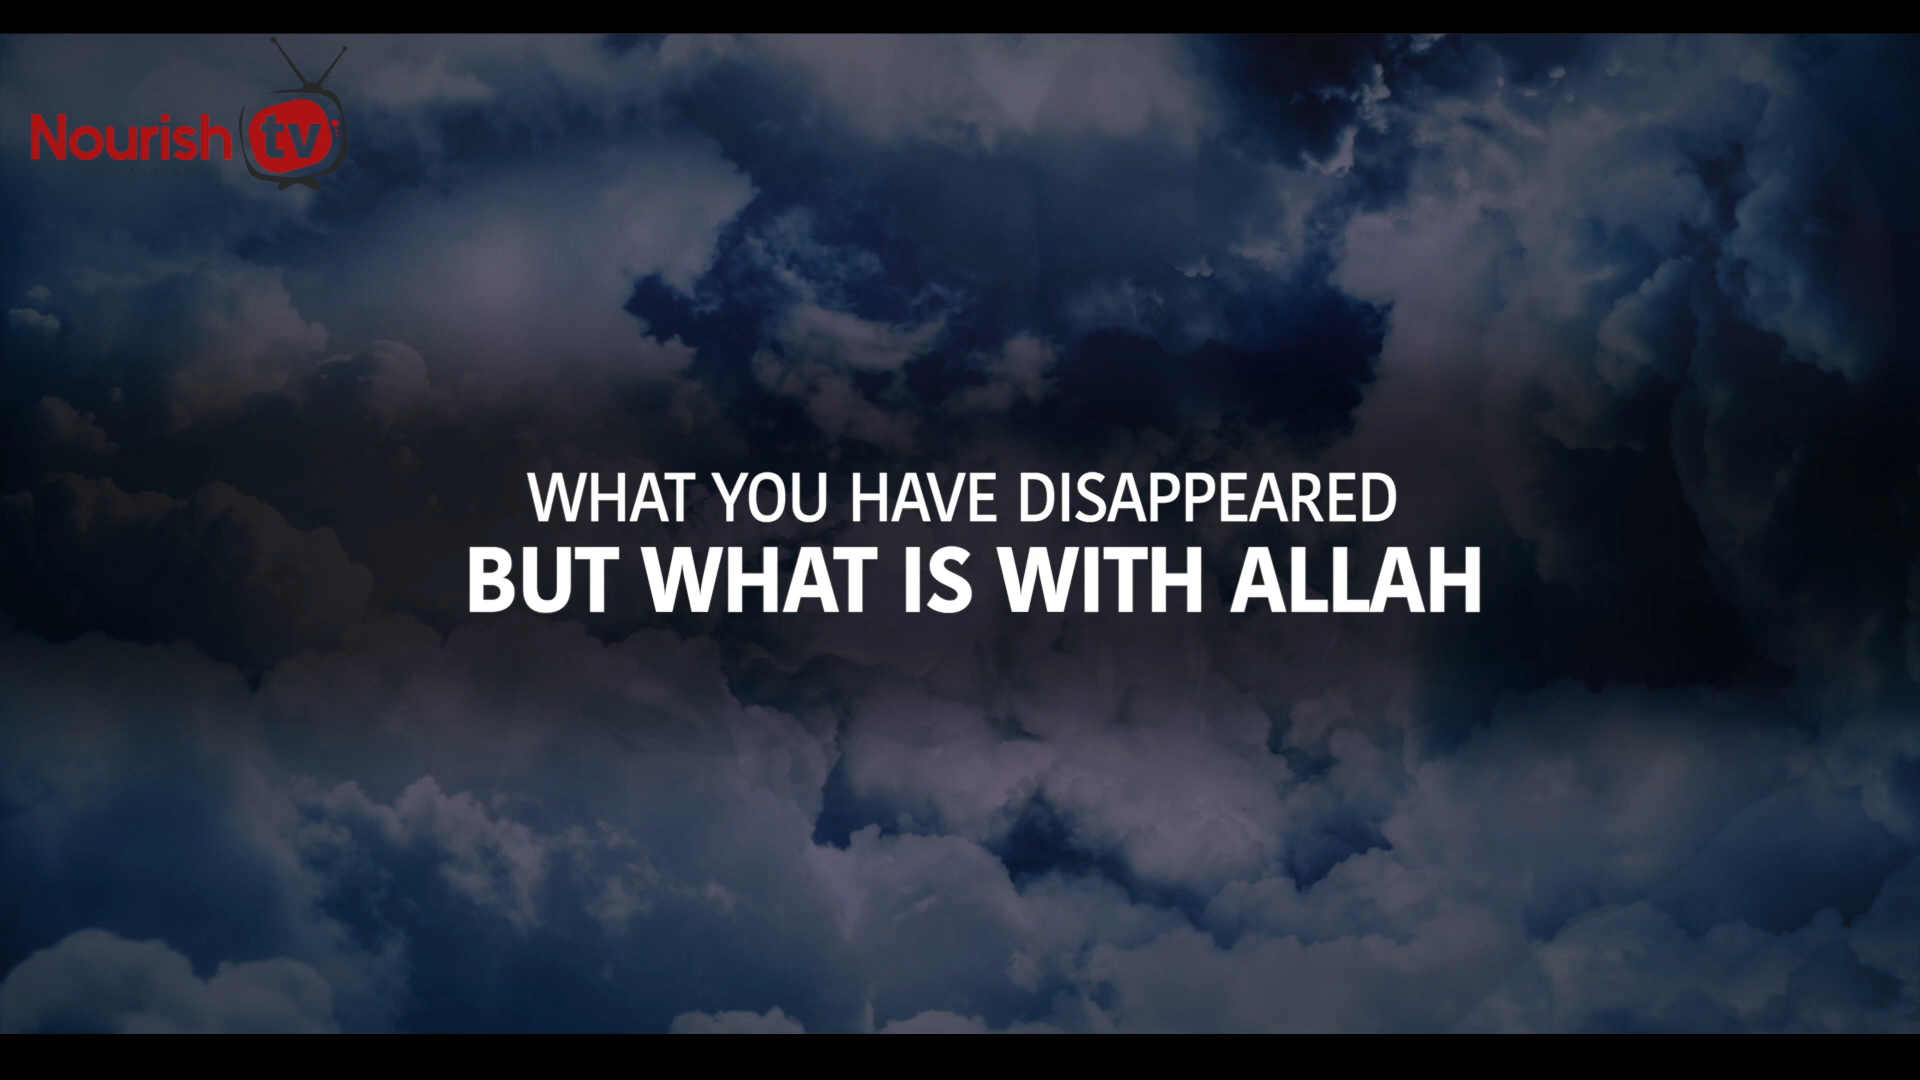 Nourish tv
WHAT YOU HAVE DISAPPEARED
BUT WHAT IS WITH ALLAH